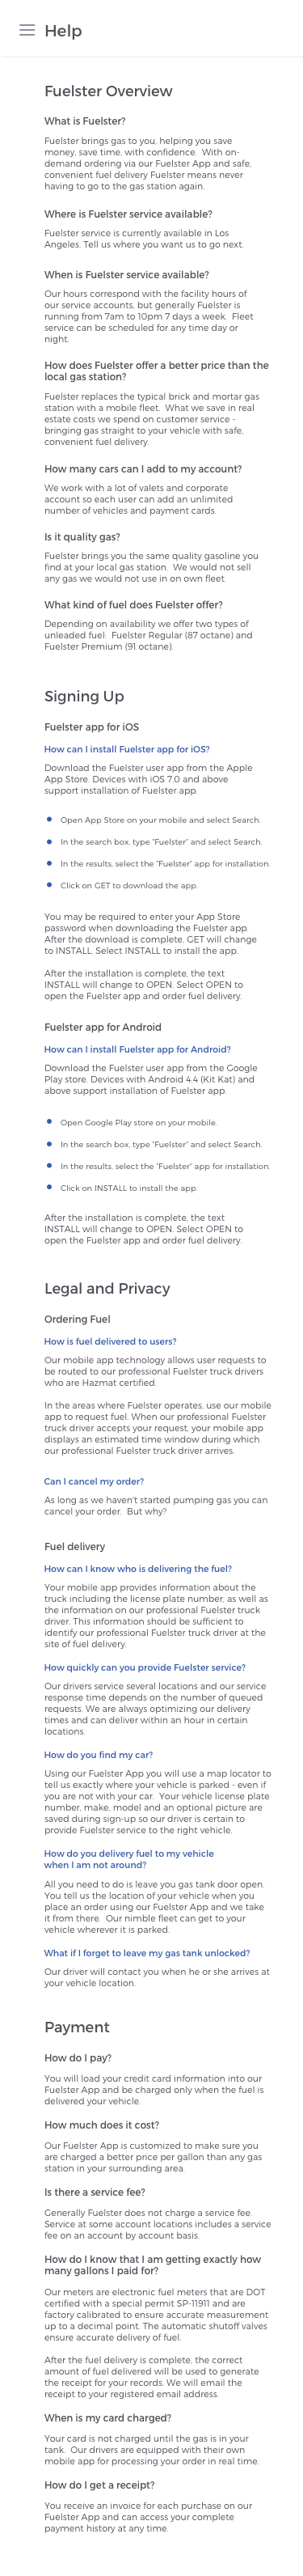 Help
Fuelster Overview
What is Fuelster?
Fuelster brings gas to you, helping you save
money, save time, with confidence.  With on-
demand ordering via our Fuelster App and safe,
convenient fuel delivery Fuelster means never
having to go to the gas station again.
Where is Fuelster service available?
Fuelster service is currently available in Los
Angeles. Tell us where you want us to go next.
When is Fuelster service available?
Our hours correspond with the facility hours of
our service accounts, but generally Fuelster is
running from 7am to 10pm 7 days a week.  Fleet
service can be scheduled for any time day or
night.
How does Fuelster offer a better price than the
local gas station?
Fuelster replaces the typical brick and mortar gas
station with a mobile fleet.  What we save in real
estate costs we spend on customer service -
bringing gas straight to your vehicle with safe,
convenient fuel delivery.
How many cars can I add to my account?
We work with a lot of valets and corporate
account so each user can add an unlimited
number of vehicles and payment cards.
Is it quality gas?
Fuelster brings you the same quality gasoline you
find at your local gas station.  We would not sell
any gas we would not use in on own fleet.
What kind of fuel does Fuelster offer?
Depending on availability we offer two types of
unleaded fuel:  Fuelster Regular (87 octane) and
Fuelster Premium (91 octane).
Signing Up
Fuelster app for iOS
How can I install Fuelster app for iOS?
Download the Fuelster user app from the Apple
App Store. Devices with iOS 7.0 and above
support installation of Fuelster app.
• Open App Store on your mobile and select Search.
• In the search box, type "Fuelster" and select Search.
• In the results, select the "Fuelster" app for installation.
• Click on GET to download the app.
You may be required to enter your App Store
password when downloading the Fuelster app.
After the download is complete, GET will change
to INSTALL. Select INSTALL to install the app.
After the installation is complete, the text
INSTALL will change to OPEN. Select OPEN to
open the Fuelster app and order fuel delivery.
Fuelster app for Android
How can I install Fuelster app for Android?
Download the Fuelster user app from the Google
Play store. Devices with Android 4.4 (Kit Kat) and
above support installation of Fuelster app.
• Open Google Play store on your mobile.
• In the search box, type "Fuelster" and select Search.
• In the results, select the "Fuelster" app for installation.
• Click on INSTALL to install the app.
After the installation is complete, the text
INSTALL will change to OPEN. Select OPEN to
open the Fuelster app and order fuel delivery.
Legal and Privacy
Ordering Fuel
How is fuel delivered to users?
Our mobile app technology allows user requests to
be routed to our professional Fuelster truck drivers
who are Hazmat certified.
In the areas where Fuelster operates, use our mobile
app to request fuel. When our professional Fuelster
truck driver accepts your request, your mobile app
displays an estimated time window during which
our professional Fuelster truck driver arrives.
Can I cancel my order?
As long as we haven't started pumping gas you can
cancel your order.  But why?
Fuel delivery
How can I know who is delivering the fuel?
Your mobile app provides information about the
truck including the license plate number, as well as
the information on our professional Fuelster truck
driver. This information should be sufficient to
identify our professional Fuelster truck driver at the
site of fuel delivery.
How quickly can you provide Fuelster service?
Our drivers service several locations and our service
response time depends on the number of queued
requests. We are always optimizing our delivery
times and can deliver within an hour in certain
locations.
How do you find my car?
Using our Fuelster App you will use a map locator to
tell us exactly where your vehicle is parked - even if
you are not with your car.  Your vehicle license plate
number, make, model and an optional picture are
saved during sign-up so our driver is certain to
provide Fuelster service to the right vehicle.
How do you delivery fuel to my vehicle
when I am not around?
All you need to do is leave you gas tank door open.
You tell us the location of your vehicle when you
place an order using our Fuelster App and we take
it from there.  Our nimble fleet can get to your
vehicle wherever it is parked.
What if I forget to leave my gas tank unlocked?
Our driver will contact you when he or she arrives at
your vehicle location.
Payment
How do I pay?
You will load your credit card information into our
Fuelster App and be charged only when the fuel is
delivered your vehicle.
How much does it cost?
Our Fuelster App is customized to make sure you
are charged a better price per gallon than any gas
station in your surrounding area.
Is there a service fee?
Generally Fuelster does not charge a service fee.
Service at some account locations includes a service
fee on an account by account basis.
How do I know that I am getting exactly how
many gallons I paid for?
Our meters are electronic fuel meters that are DOT
certified with a special permit SP-11911 and are
factory calibrated to ensure accurate measurement
up to a decimal point. The automatic shutoff valves
ensure accurate delivery of fuel.
After the fuel delivery is complete, the correct
amount of fuel delivered will be used to generate
the receipt for your records. We will email the
receipt to your registered email address.
When is my card charged?
Your card is not charged until the gas is in your
tank.  Our drivers are equipped with their own
mobile app for processing your order in real time.
How do I get a receipt?
You receive an invoice for each purchase on our
Fuelster App and can access your complete
payment history at any time.